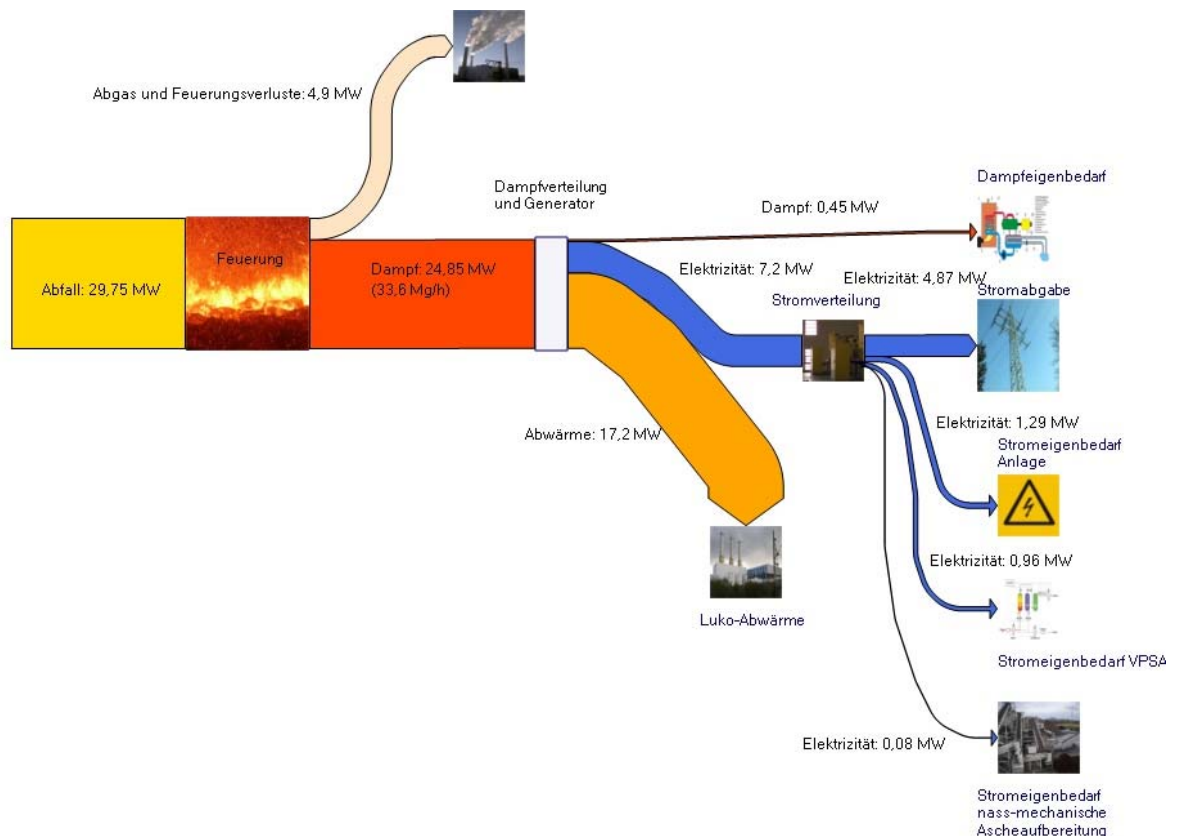 Abgas und Feuerungsverluste: 4,9 MW
Dampfverteilung
und Generator
Dampfeigenbedarf
Dampf: 0,45 MW
Feuerung
Abfall: 29,75 MW
Dampf: 24,85 MW
(33,6 Mg/h)
Elektrizität: 7,2 MW
Elektrizität: 4,87 MW
Stromverteilung
Stromabgabe
Abwärme: 17,2 MW
Elektrizität: 1,29 MW
Stromeigenbedarf
Anlage
Elektrizität: 0,96 MW
Luko-Abwärme
Stromeigenbedarf VPSA
Elektrizität: 0,08 MW
Stromeigenbedarf
nass-mechanische
Ascheaufbereitung